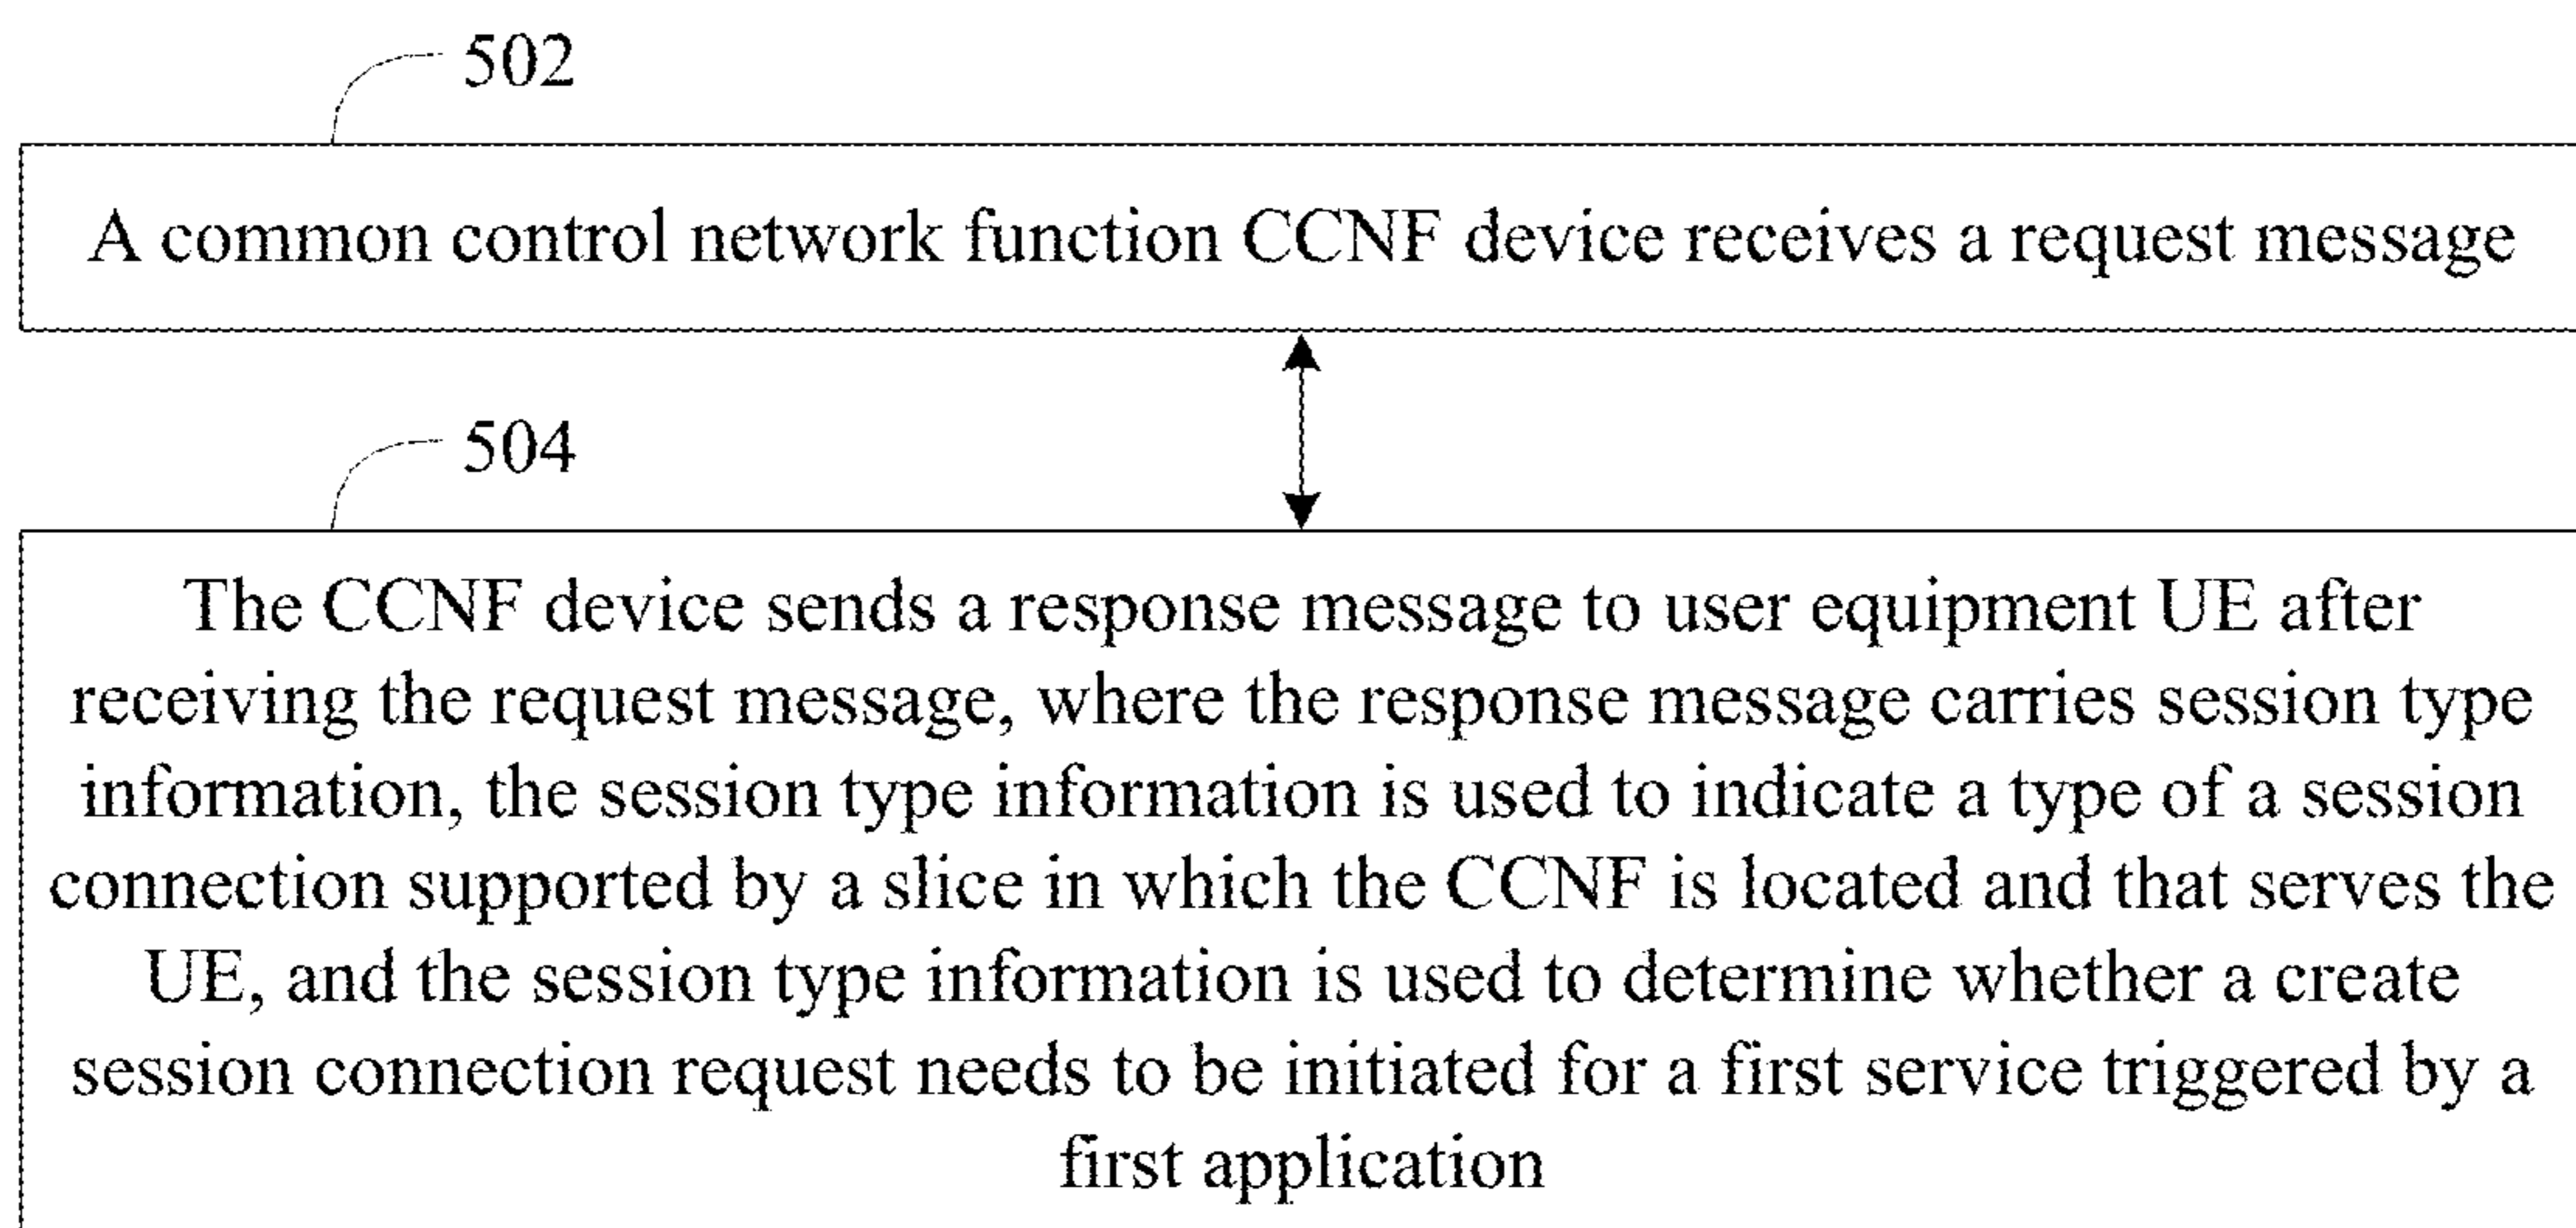 502
A common control network function CCNF device receives a request message
504
The CCNF device sends a response message to user equipment UE after
receiving the request message, where the response message carries session type
information, the session type information is used to indicate a type of a session
connection supported by a slice in which the CCNF is located and that serves the
UE, and the session type information is used to determine whether a create
session connection request needs to be initiated for a first service triggered by a
first application